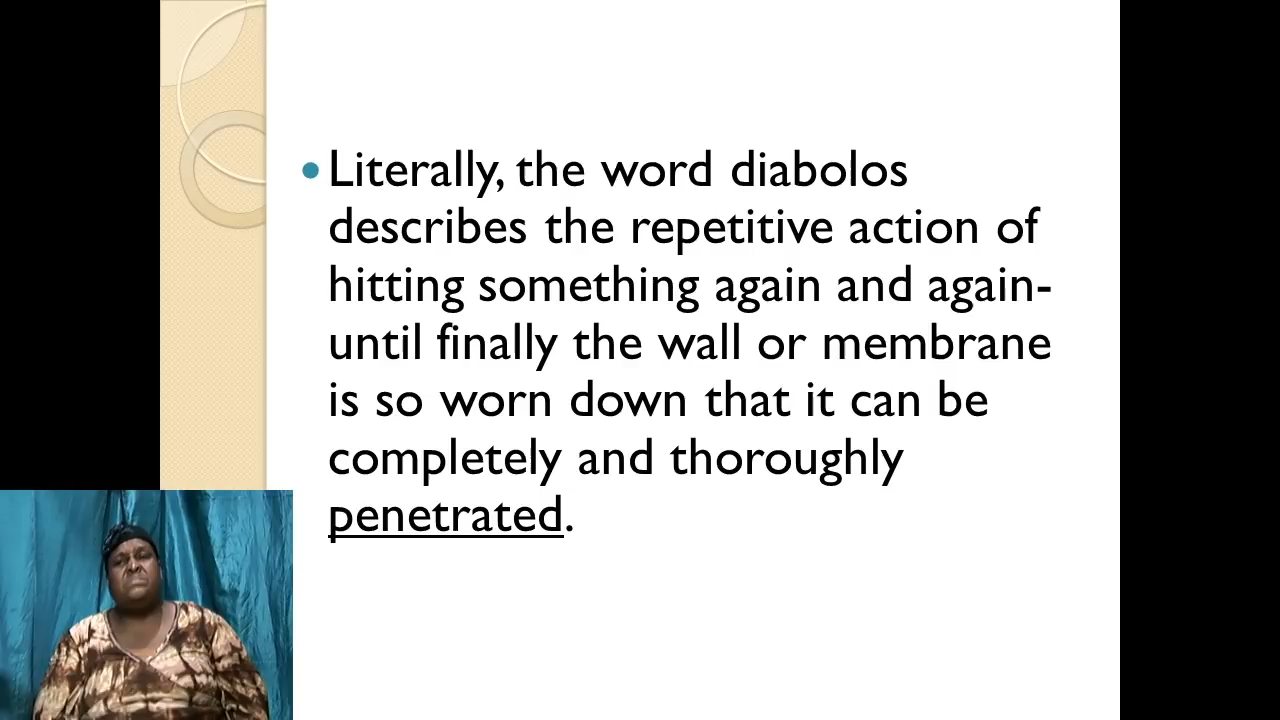 Literally, the word diabolos
describes the repetitive action of
hitting something again and again-
until finally the wall or membrane
is so worn down that it can be
completely and thoroughly
penetrated.